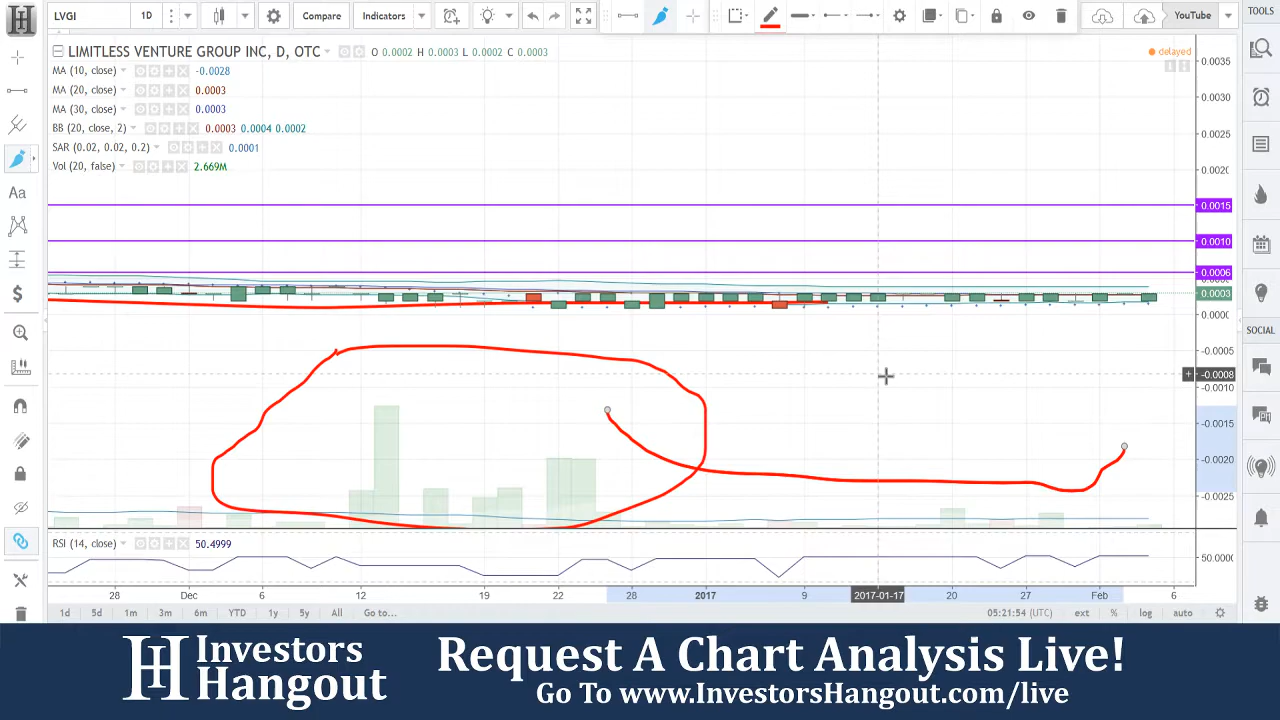 LVGI 1D Compare Indicators YouTube TOOLS
LIMITLESS VENTURE GROUP INC, D, OTC O 0.0002 H 0.0003 L 0.0002 C 0.0003
delayed
MA (10, close) -0.0028
MA (20, close) 0.0003
MA (30, close) 0.0003
BB (20, close, 2) 0.0003 0.0004 0.0002
SAR (0.02, 0.02, 0.2) 0.0001
Vol (20, false) 2.669M
0.0035
0.0030
0.0025
0.0020
0.0015
0.0010
0.0006
0.0003
0.0000
-0.0005
-0.0008
-0.0010
-0.0015
-0.0020
-0.0025
Aa
$
SOCIAL
RSI (14, close) 50.4999
50.0000
28 Dec 6 12 19 22 28 2017 9 2017-01-17 20 27 Feb 6
1d 5d 1m 3m 6m YTD 1y 5y All Go to... 05:21:54 (UTC) ext % log auto
IH Investors Hangout
Request A Chart Analysis Live!
Go To www.InvestorsHangout.com/live